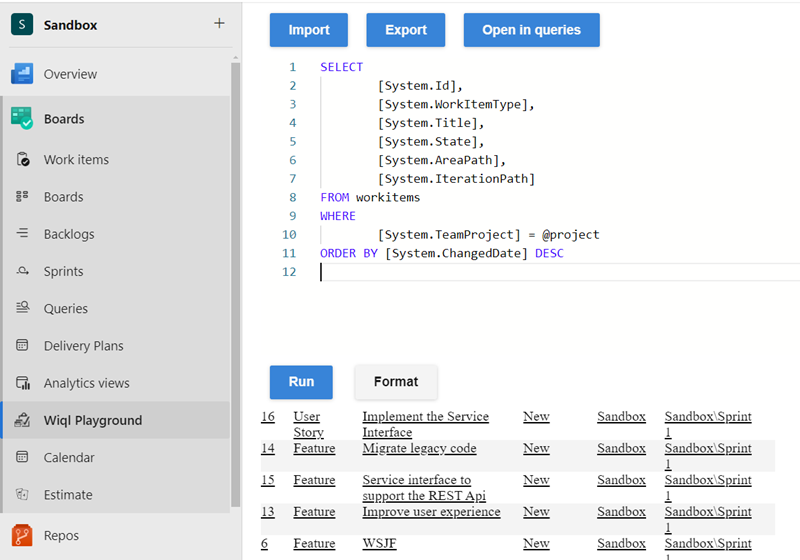 S Sandbox +
Overview
Boards
Work items
Boards
Backlogs
Sprints
Queries
Delivery Plans
Analytics views
Wiql Playground
Calendar
Estimate
Repos
Import Export Open in queries
1 SELECT
2 [System.Id],
3 [System.WorkItemType],
4 [System.Title],
5 [System.State],
6 [System.AreaPath],
7 [System.IterationPath]
8 FROM workitems
9 WHERE
10 [System.TeamProject] = @project
11 ORDER BY [System.ChangedDate] DESC
12
Run Format
16 User Implement the Service New Sandbox Sandbox\Sprint
Story Interface 1
14 Feature Migrate legacy code New Sandbox Sandbox\Sprint
1
15 Feature Service interface to New Sandbox Sandbox\Sprint
support the REST Api 1
13 Feature Improve user experience New Sandbox Sandbox\Sprint
1
6 Feature WSJF New Sandbox Sandbox\Sprint
1